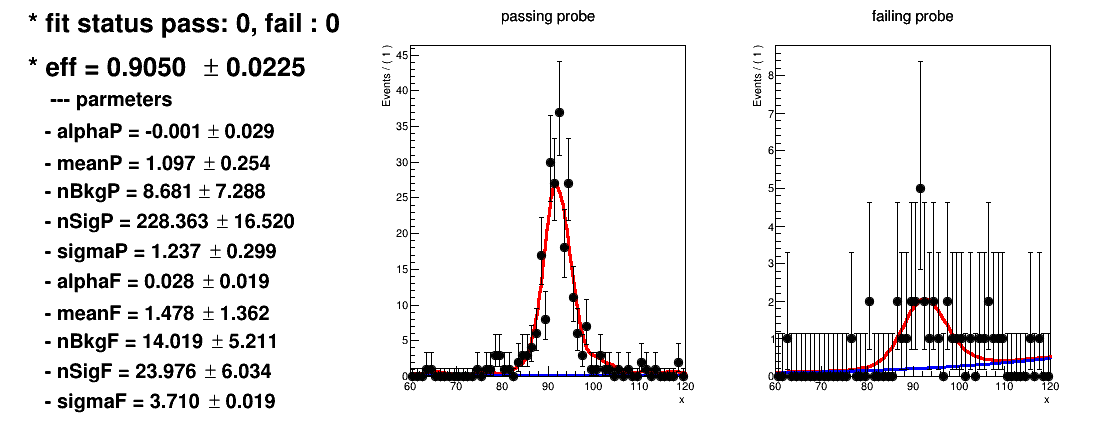 * fit status pass: 0, fail : 0
* eff = 0.9050 ± 0.0225
--- parmeters
- alphaP = -0.001 ± 0.029
- meanP = 1.097 ± 0.254
- nBkgP = 8.681 ± 7.288
- nSigP = 228.363 ± 16.520
- sigmaP = 1.237 ± 0.299
- alphaF = 0.028 ± 0.019
- meanF = 1.478 ± 1.362
- nBkgF = 14.019 ± 5.211
- nSigF = 23.976 ± 6.034
- sigmaF = 3.710 ± 0.019
passing probe
Events / ( 1 )
45
40
35
30
25
20
15
10
5
0
60 70 80 90 100 110 120
x
failing probe
Events / ( 1 )
8
7
6
5
4
3
2
1
0
60 70 80 90 100 110 120
x